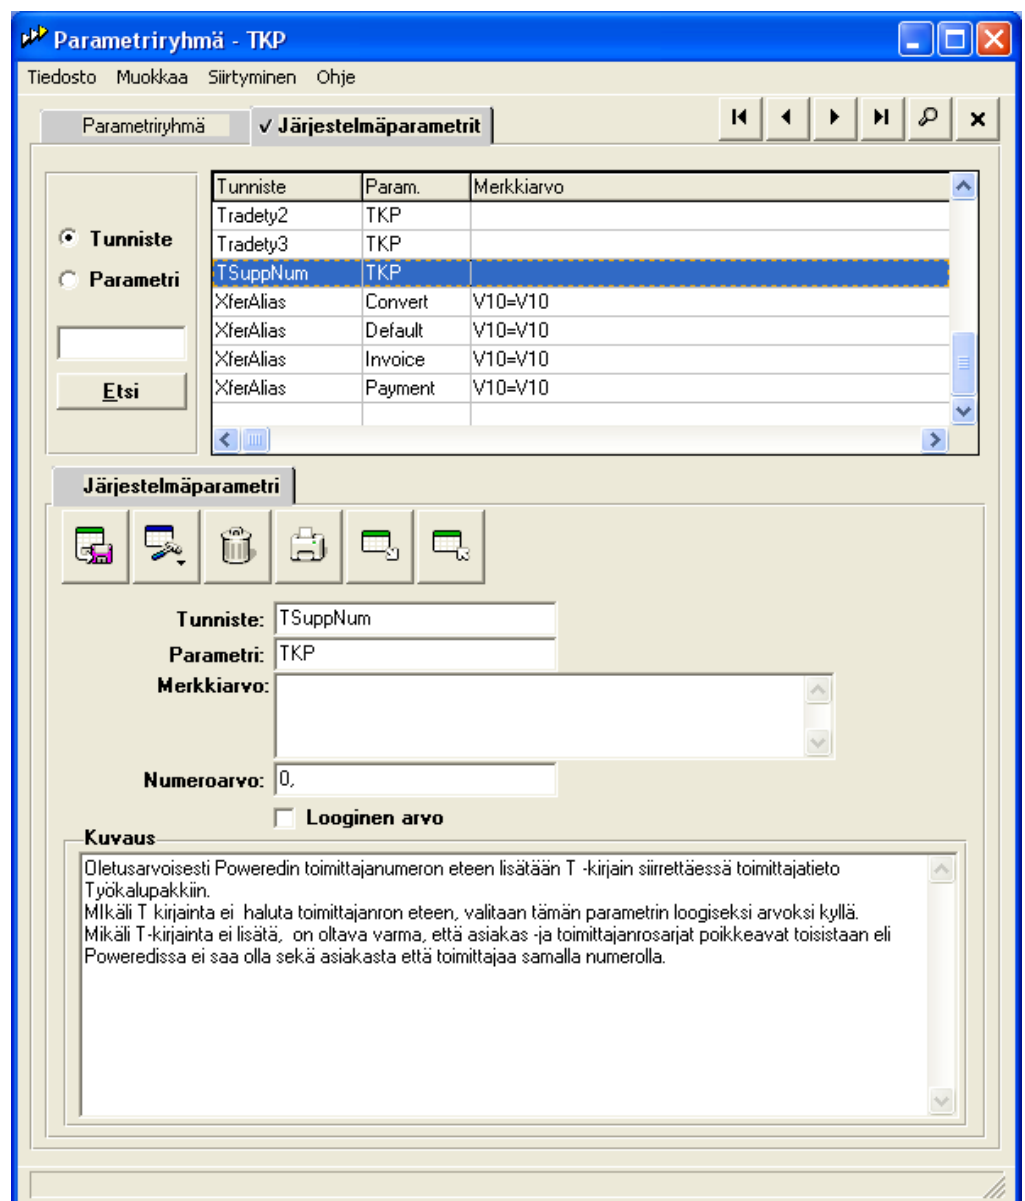 Parametriryhmä - TKP
Tiedosto Muokkaa Siirtyminen Ohje
Parametriryhmä ✓ Järjestelmäparametrit
Tunniste Param. Merkkiarvo
Tradety2 TKP
Tunniste
Tradety3 TKP
TSuppNum TKP
Parametri
XferAlias Convert V10=V10
XferAlias Default V10=V10
XferAlias Invoice V10=V10
XferAlias Payment V10=V10
Etsi
Järjestelmäparametri
Tunniste: TSuppNum
Parametri: TKP
Merkkiarvo:
Numeroarvo: 0,
Looginen arvo
Kuvaus
Oletusarvoisesti Poweredin toimittajanumeron eteen lisätään T -kirjain siirrettäessä toimittajatieto
Työkalupakkiin.
MIkäli T kirjainta ei haluta toimittajanron eteen, valitaan tämän parametrin loogiseksi arvoksi kyllä.
Mikäli T-kirjainta ei lisätä, on oltava varma, että asiakas -ja toimittajanrosarjat poikkeavat toisistaan eli
Poweredissa ei saa olla sekä asiakasta että toimittajaa samalla numerolla.